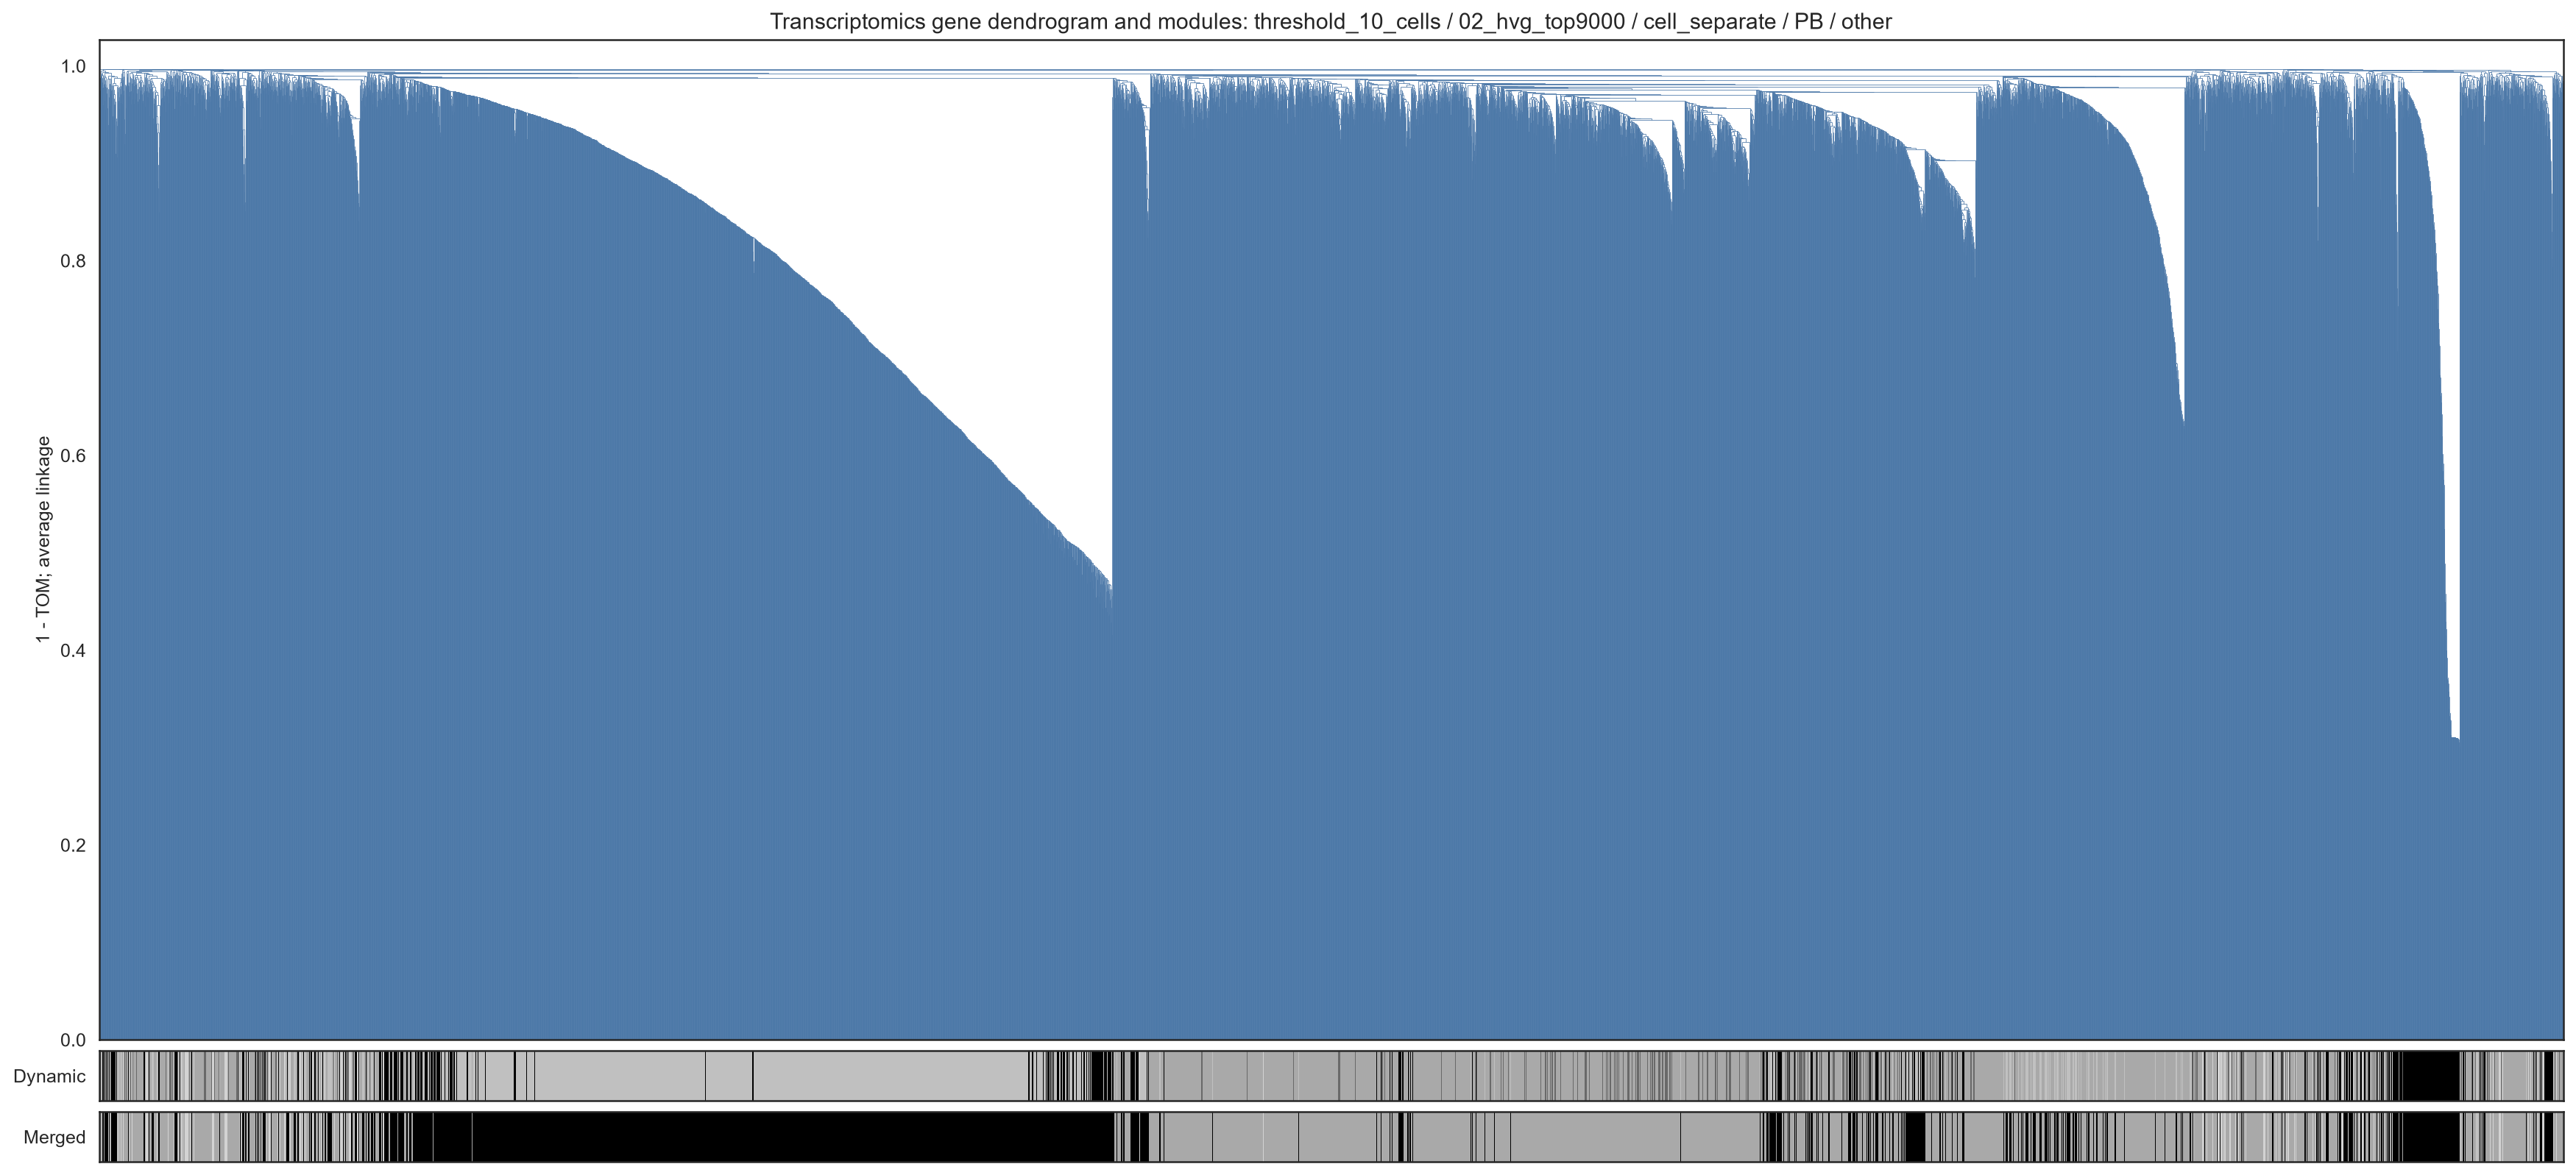 Transcriptomics gene dendrogram and modules: threshold_10_cells / 02_hvg_top9000 / cell_separate / PB / other
1.0
0.8
0.6
0.4
0.2
0.0
1 - TOM; average linkage
Dynamic
Merged